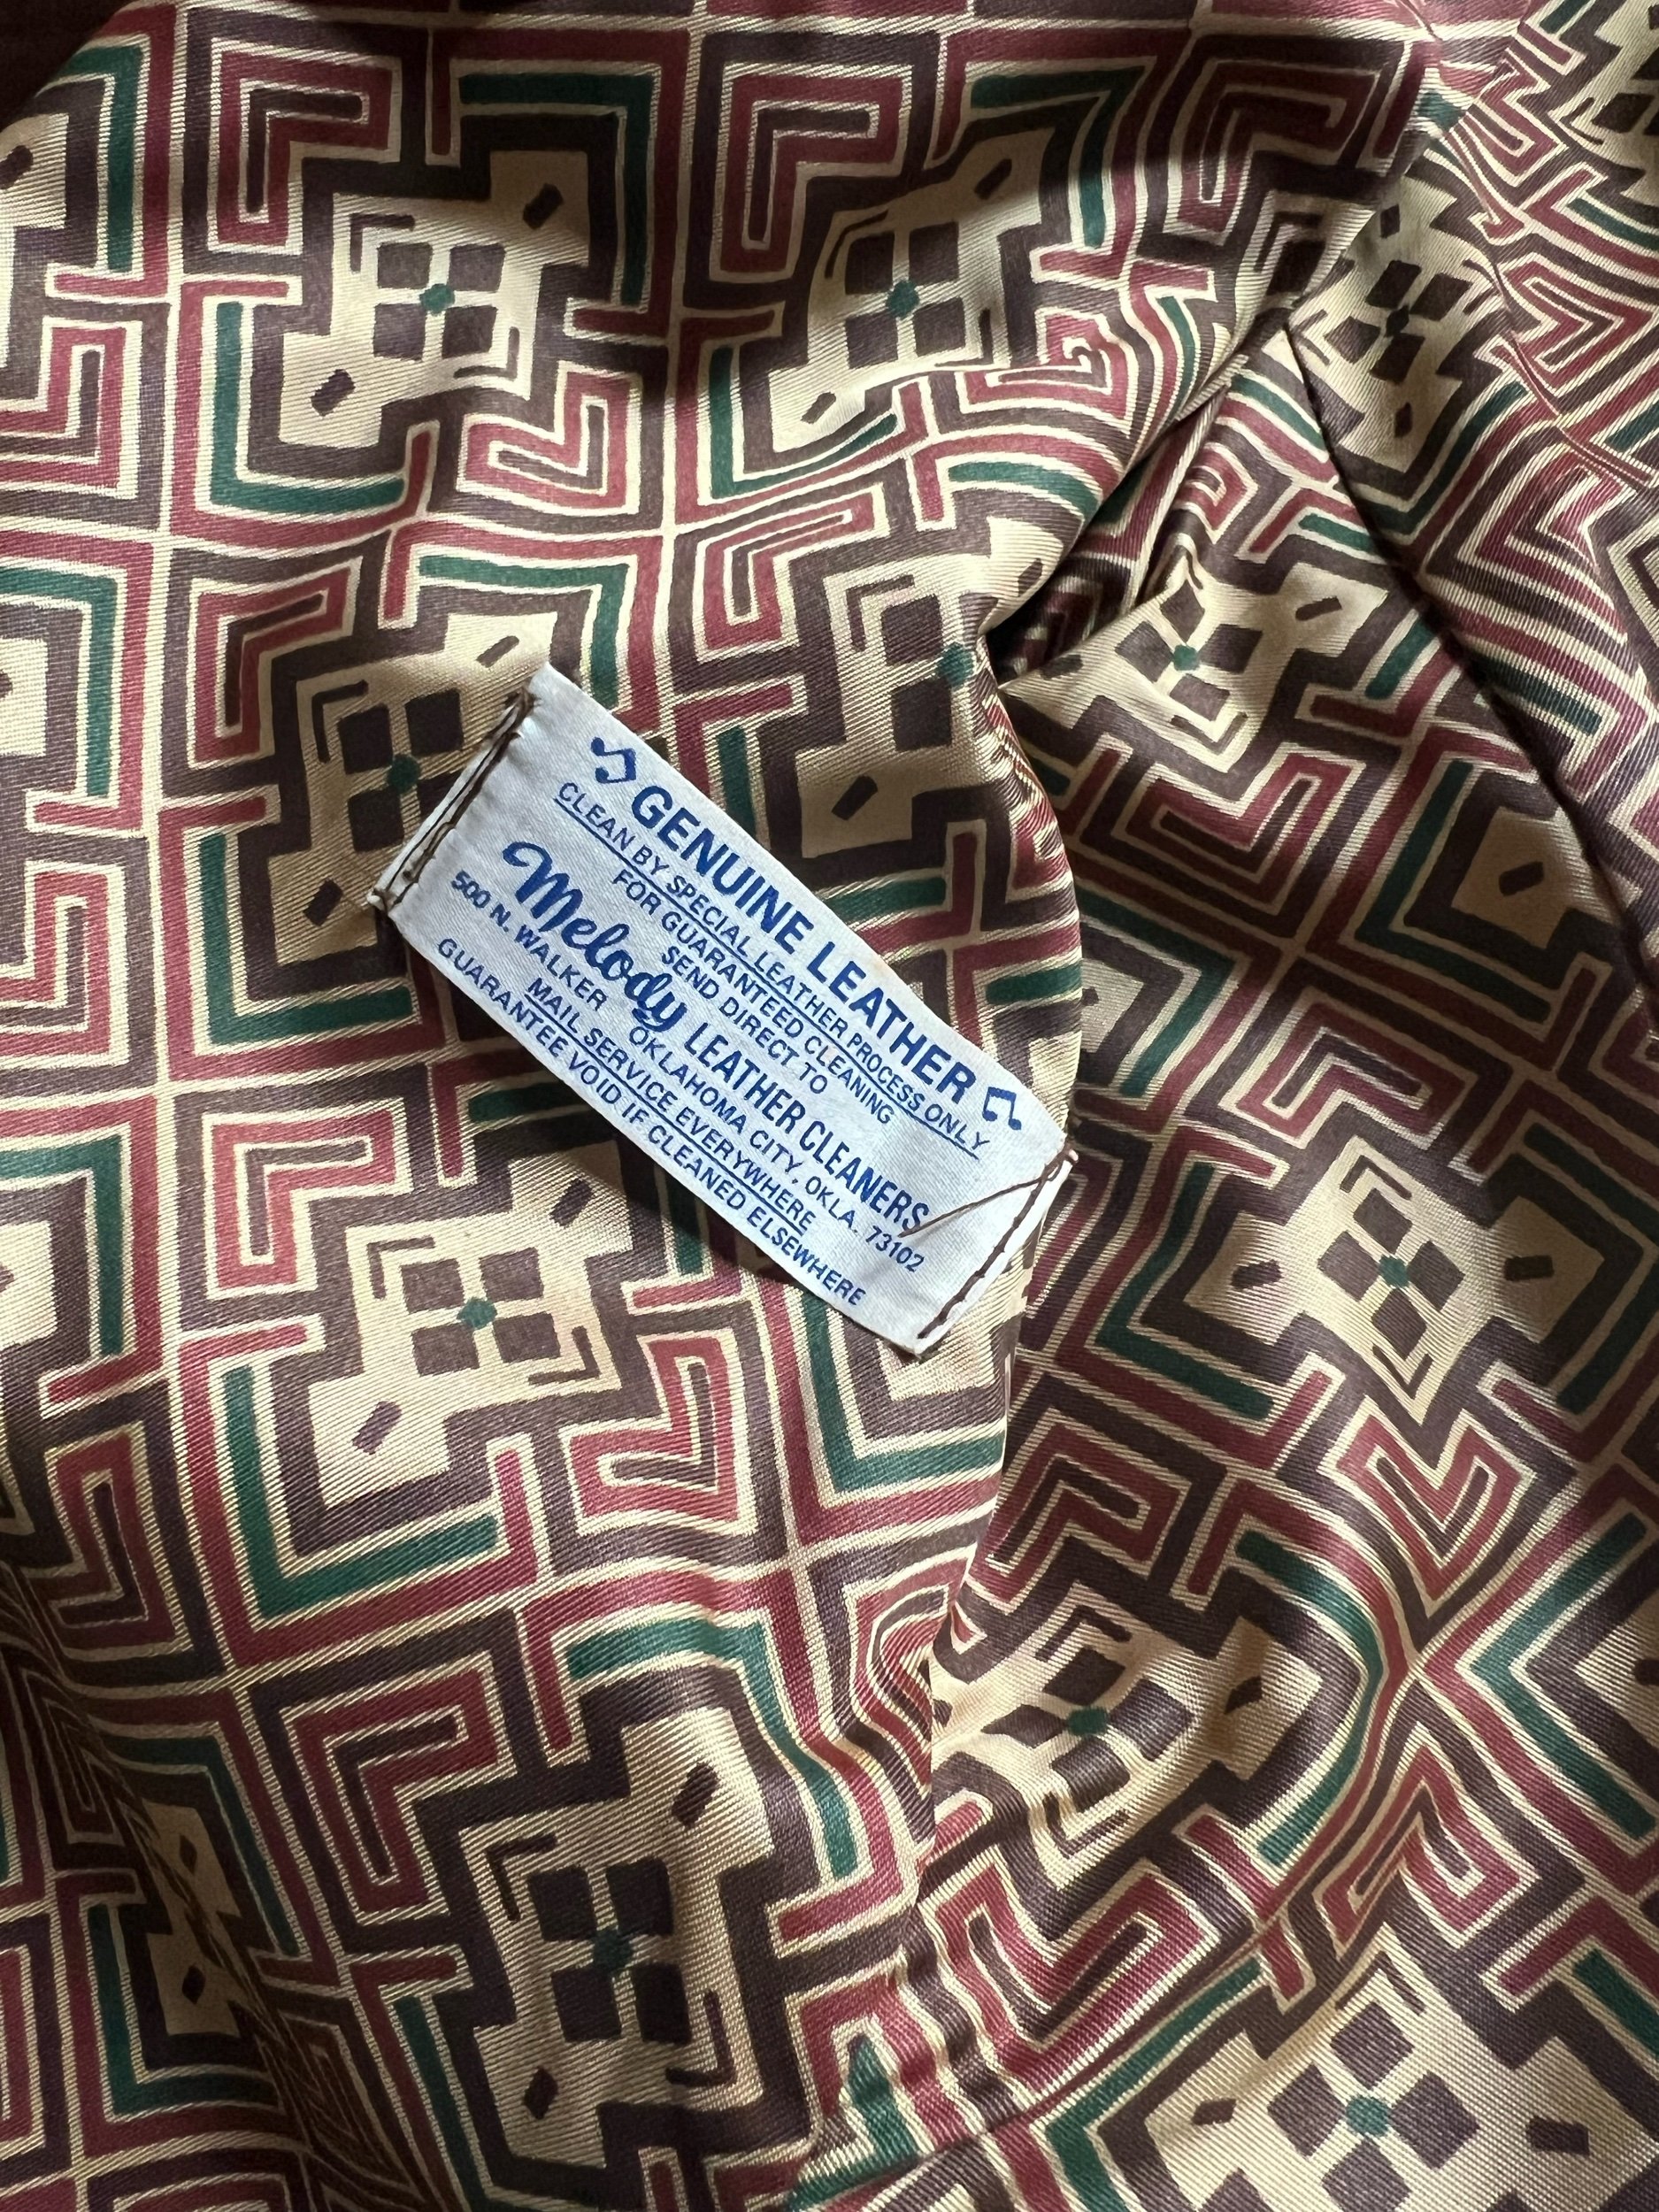 GENUINE LEATHER
CLEAN BY SPECIAL LEATHER PROCESS ONLY
FOR GUARANTEED CLEANING
SEND DIRECT TO
Melody LEATHER CLEANERS
500 N. WALKER OKLAHOMA CITY, OKLA. 73102
MAIL SERVICE EVERYWHERE
GUARANTEE VOID IF CLEANED ELSEWHERE